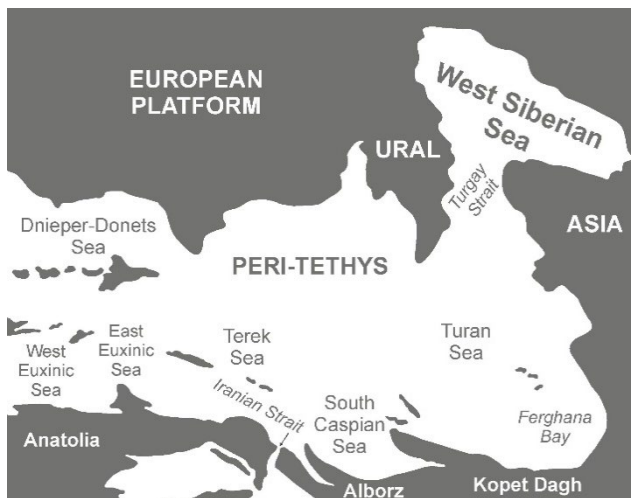 EUROPEAN
PLATFORM
West Siberian
Sea
URAL
Turgay
Strait
ASIA
Dnieper-Donets
Sea
PERI-TETHYS
West
Euxinic
Sea
East
Euxinic
Sea
Terek
Sea
Turan
Sea
Iranian Strait
South
Caspian
Sea
Ferghana
Bay
Anatolia
Alborz
Kopet Dagh